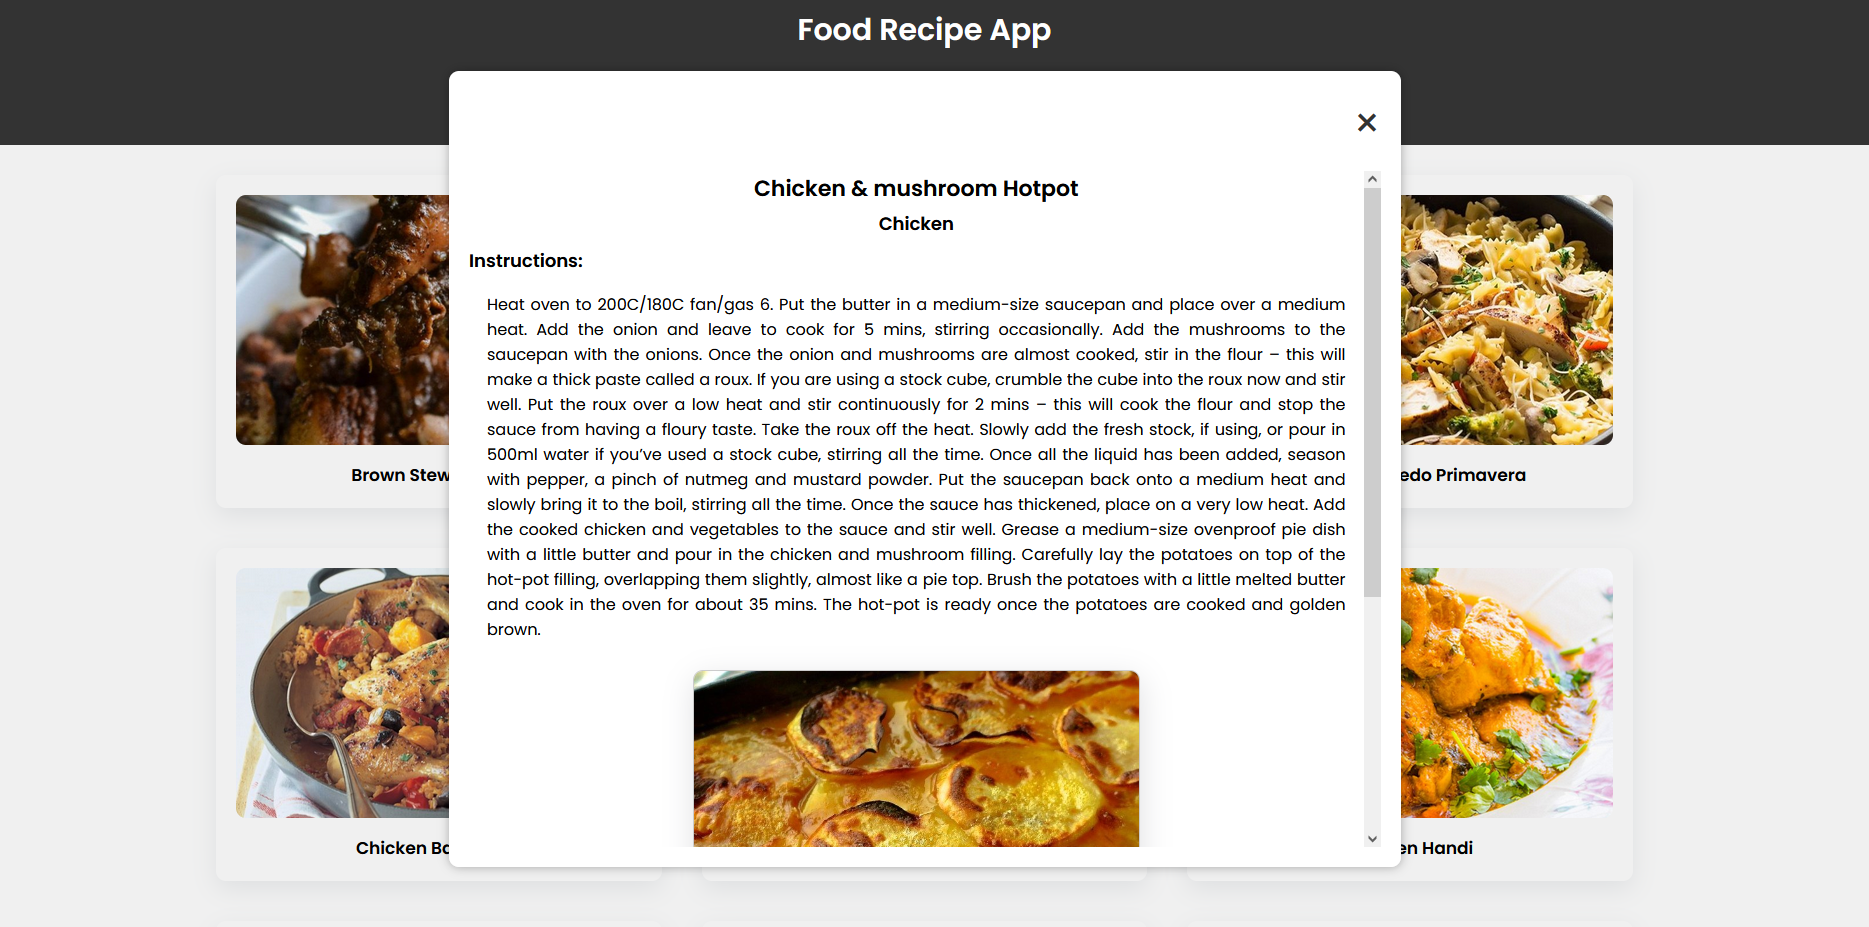 Food Recipe App
×
Chicken & mushroom Hotpot
Chicken
Instructions:
Heat oven to 200C/180C fan/gas 6. Put the butter in a medium-size saucepan and place over a medium
heat. Add the onion and leave to cook for 5 mins, stirring occasionally. Add the mushrooms to the
saucepan with the onions. Once the onion and mushrooms are almost cooked, stir in the flour – this will
make a thick paste called a roux. If you are using a stock cube, crumble the cube into the roux now and stir
well. Put the roux over a low heat and stir continuously for 2 mins – this will cook the flour and stop the
sauce from having a floury taste. Take the roux off the heat. Slowly add the fresh stock, if using, or pour in
500ml water if you’ve used a stock cube, stirring all the time. Once all the liquid has been added, season
with pepper, a pinch of nutmeg and mustard powder. Put the saucepan back onto a medium heat and
slowly bring it to the boil, stirring all the time. Once the sauce has thickened, place on a very low heat. Add
the cooked chicken and vegetables to the sauce and stir well. Grease a medium-size ovenproof pie dish
with a little butter and pour in the chicken and mushroom filling. Carefully lay the potatoes on top of the
hot-pot filling, overlapping them slightly, almost like a pie top. Brush the potatoes with a little melted butter
and cook in the oven for about 35 mins. The hot-pot is ready once the potatoes are cooked and golden
brown.
Brown Stew
edo Primavera
Chicken Ba
en Handi